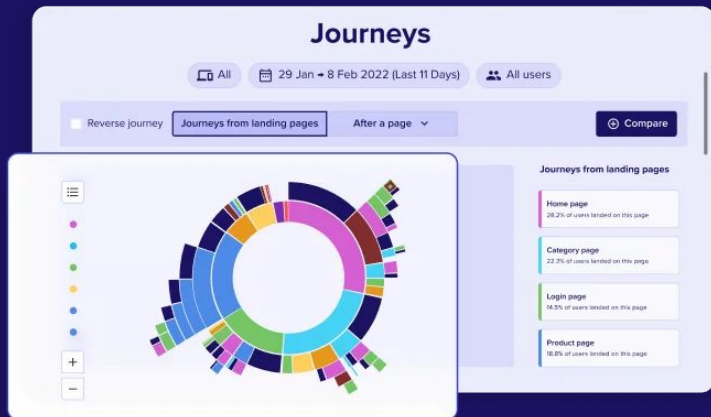 Journeys
All
29 Jan → 8 Feb 2022 (Last 11 Days)
All users
Reverse journey
Journeys from landing pages
After a page
Compare
Journeys from landing pages
Home page
28.2% of users landed on this page
Category page
22.3% of users landed on this page
Login page
14.5% of users landed on this page
Product page
18.8% of users landed on this page